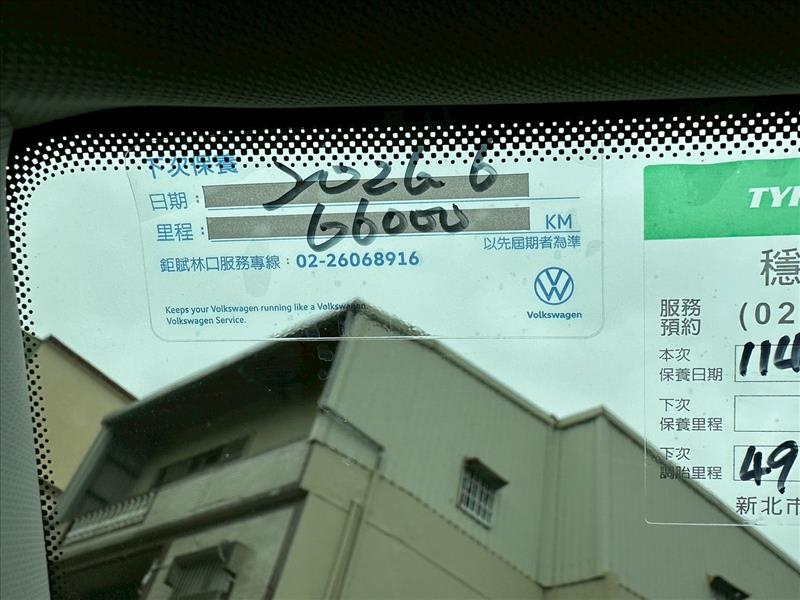 下次保養
日期： 2026 6
里程： 66000 KM
以先屆期者為準
鉅賦林口服務專線：02-26068916
Keeps your Volkswagen running like a Volkswagen.
Volkswagen Service.
Volkswagen
TY
穩
服務
預約 (02
本次
保養日期 114
下次
保養里程
下次
調胎里程 49
新北市